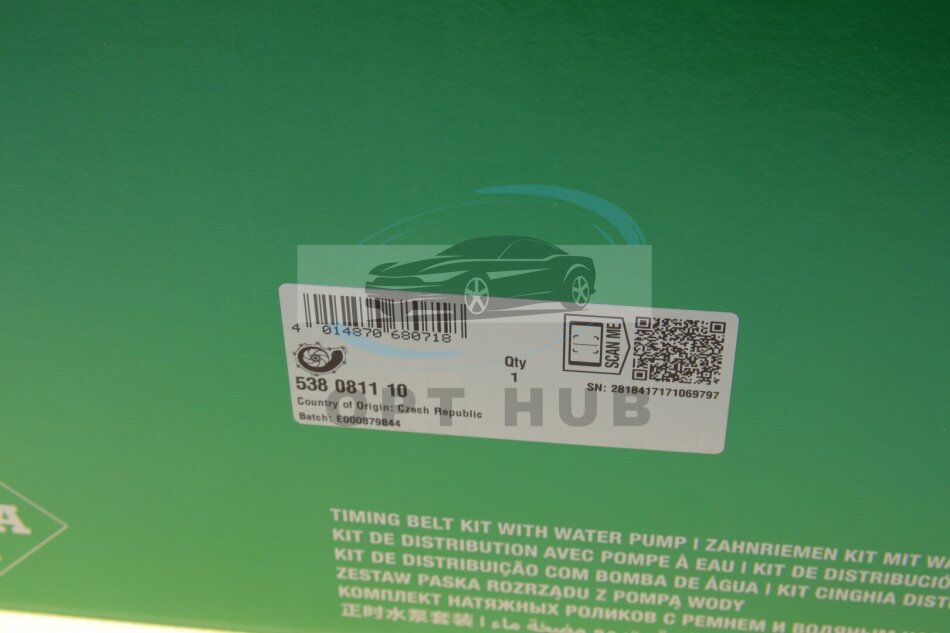 4 014870 680718
SCAN ME
Qty
1
SN: 2818417171069797
538 0811 10
Country of Origin: Czech Republic
Batch: E000879844
OPT HUB
A
TIMING BELT KIT WITH WATER PUMP | ZAHNRIEMEN KIT MIT WA
KIT DE DISTRIBUTION AVEC POMPE À EAU | KIT DE DISTRIBUCIÓ
KIT DE DISTRIBUIÇÃO COM BOMBA DE ÁGUA | KIT CINGHIA DIST
ZESTAW PASKA ROZRZĄDU Z POMPĄ WODY
КОМПЛЕКТ НАТЯЖНЫХ РОЛИКОВ С РЕМНЕМ И ВОДЯНЫМ
正时水泵套装 |